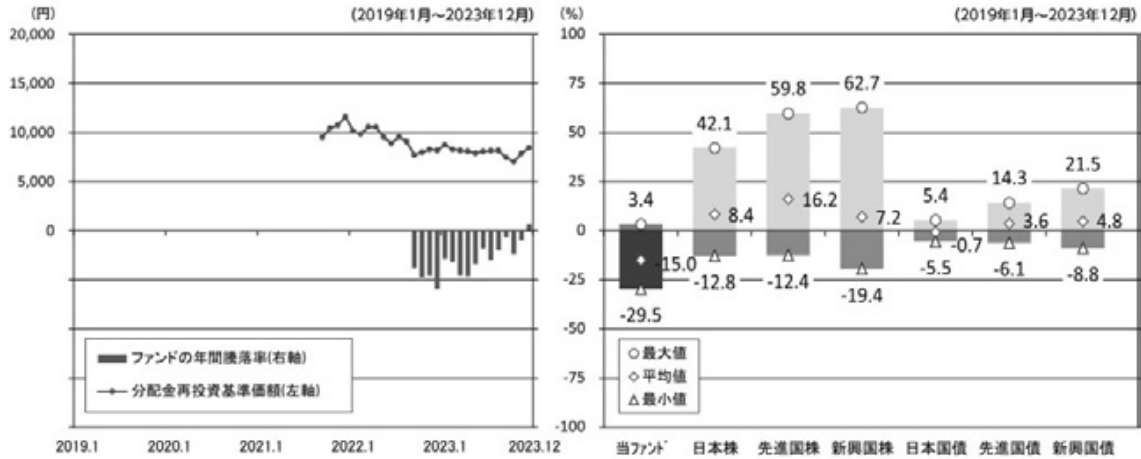 (円)
(2019年1月～2023年12月)
(%)
(2019年1月～2023年12月)
20,000
15,000
10,000
5,000
0
ファンドの年間騰落率(右軸)
分配金再投資基準価額(左軸)
2019.1 2020.1 2021.1 2022.1 2023.1 2023.12
100
75
50
25
0
-25
-50
-75
-100
3.4 42.1 59.8 62.7 5.4 14.3 21.5
-15.0 8.4 16.2 7.2 -0.7 3.6 4.8
-29.5 -12.8 -12.4 -19.4 -5.5 -6.1 -8.8
最大値
平均値
最小値
当ファンド 日本株 先進国株 新興国株 日本国債 先進国債 新興国債